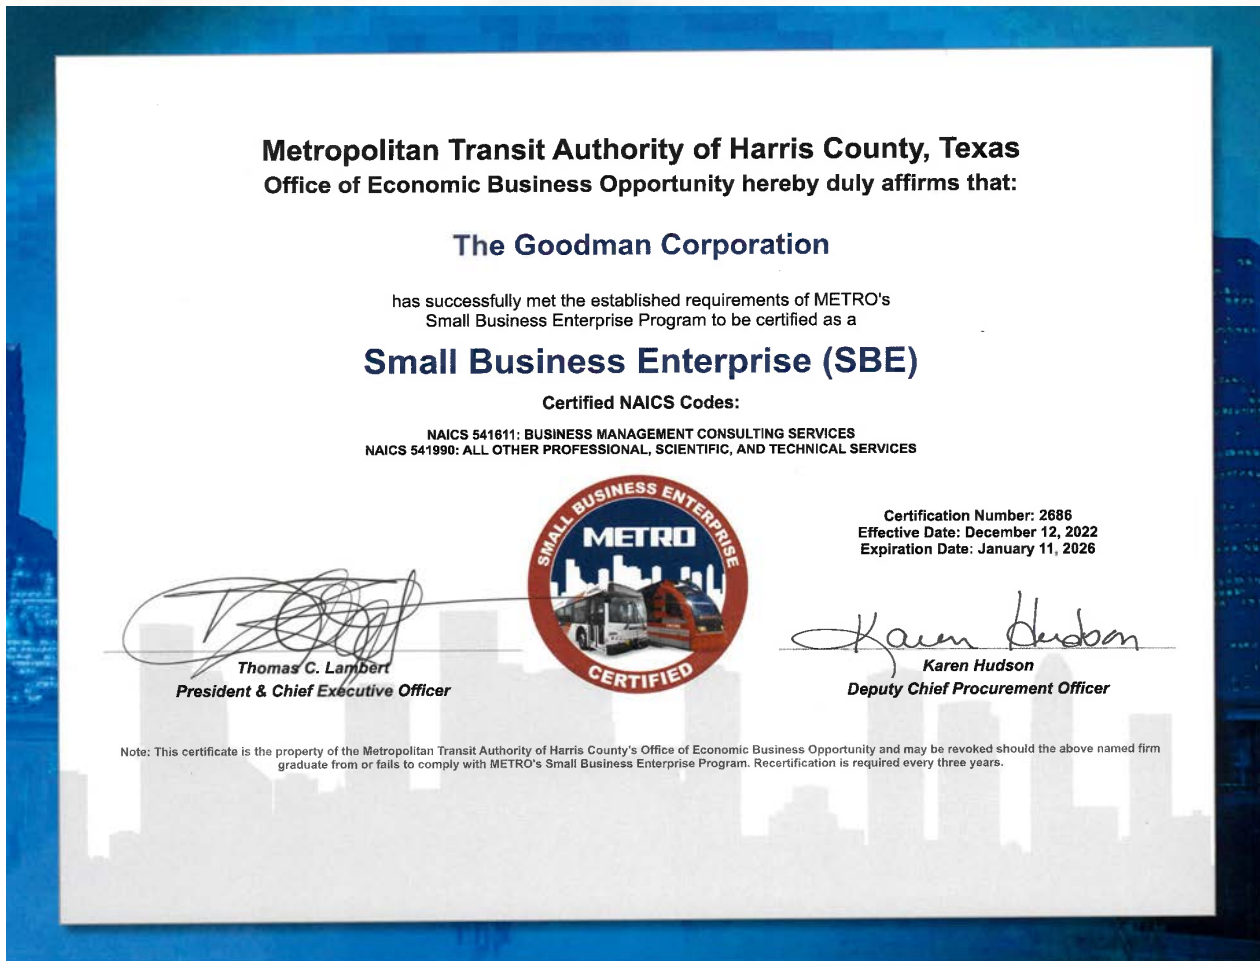 Metropolitan Transit Authority of Harris County, Texas
Office of Economic Business Opportunity hereby duly affirms that:
The Goodman Corporation
has successfully met the established requirements of METRO's
Small Business Enterprise Program to be certified as a
Small Business Enterprise (SBE)
Certified NAICS Codes:
NAICS 541611: BUSINESS MANAGEMENT CONSULTING SERVICES
NAICS 541990: ALL OTHER PROFESSIONAL, SCIENTIFIC, AND TECHNICAL SERVICES
SMALL BUSINESS ENTERPRISE
METRO
CERTIFIED
Certification Number: 2686
Effective Date: December 12, 2022
Expiration Date: January 11, 2026
Thomas C. Lambert
President & Chief Executive Officer
Karen Hudson
Karen Hudson
Deputy Chief Procurement Officer
Note: This certificate is the property of the Metropolitan Transit Authority of Harris County's Office of Economic Business Opportunity and may be revoked should the above named firm
graduate from or fails to comply with METRO's Small Business Enterprise Program. Recertification is required every three years.